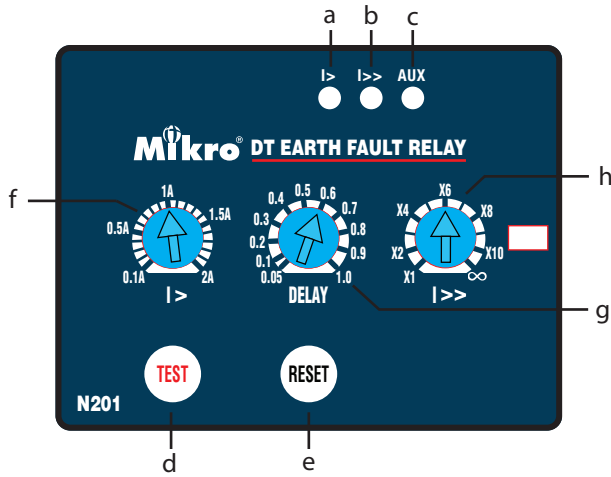 a b c
I> I>> AUX
Mikro® DT EARTH FAULT RELAY
f h
1A 0.5 0.6 X6
0.5A 1.5A 0.4 0.7 X4 X8
0.3 0.8
0.2 0.9 X2 X10
0.1
0.1A 2A 0.05 1.0 X1 ∞
I> DELAY I>>
g
TEST RESET
N201
d e